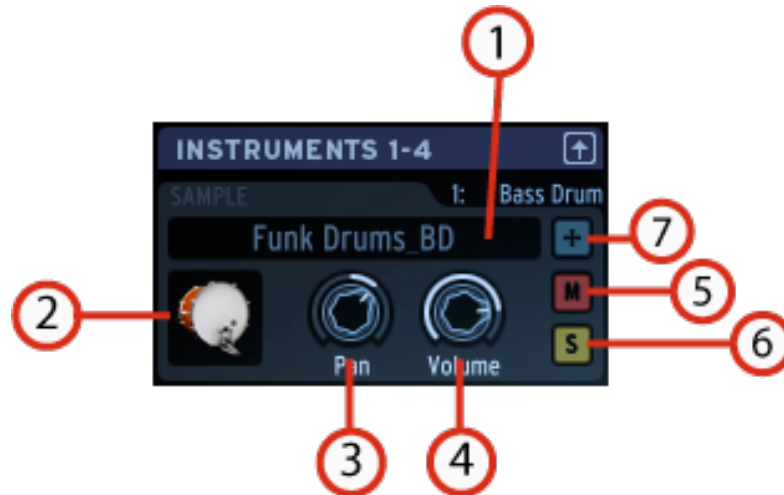 1
INSTRUMENTS 1-4
SAMPLE 1: Bass Drum
Funk Drums_BD + 7
M 5
2
S 6
Pan Volume
3 4